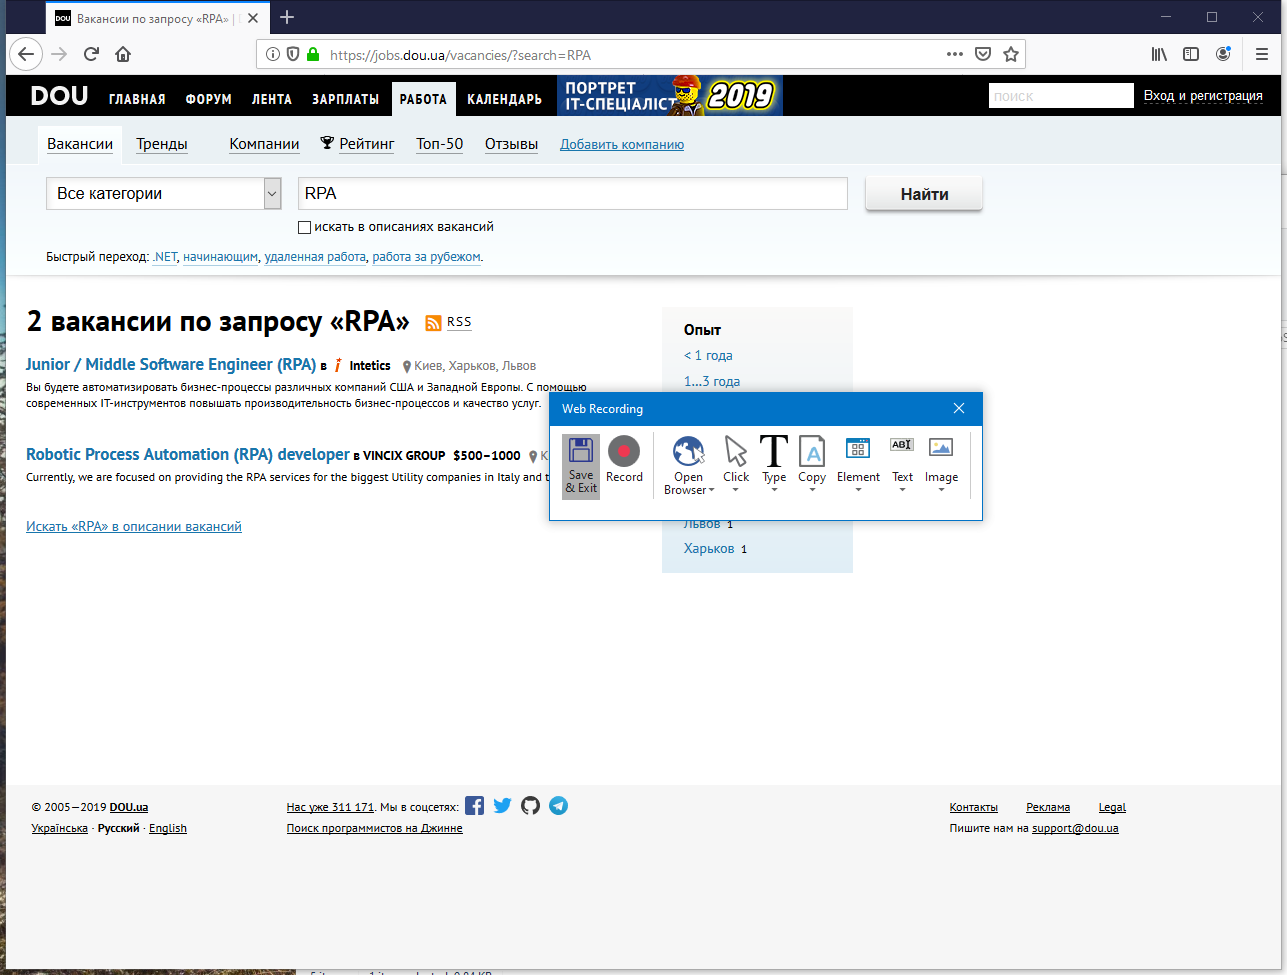 DOU Вакансии по запросу «RPA» |
https://jobs.dou.ua/vacancies/?search=RPA
DOU ГЛАВНАЯ ФОРУМ ЛЕНТА ЗАРПЛАТЫ РАБОТА КАЛЕНДАРЬ ПОРТРЕТ IT-СПЕЦІАЛІСТ 2019 поиск Вход и регистрация
Вакансии Тренды Компании Рейтинг Топ-50 Отзывы Добавить компанию
Все категории RPA Найти
искать в описаниях вакансий
Быстрый переход: .NET, начинающим, удаленная работа, работа за рубежом.
2 вакансии по запросу «RPA» RSS
Junior / Middle Software Engineer (RPA) в Intetics Киев, Харьков, Львов
Вы будете автоматизировать бизнес-процессы различных компаний США и Западной Европы. С помощью
современных IT-инструментов повышать производительность бизнес-процессов и качество услуг.
Robotic Process Automation (RPA) developer в VINCIX GROUP $500–1000
Currently, we are focused on providing the RPA services for the biggest Utility companies in Italy and
Искать «RPA» в описании вакансий
Опыт
< 1 года
1...3 года
Web Recording
Save & Exit
Record
Open Browser
Click
Type
Copy
Element
Text
Image
Львов 1
Харьков 1
© 2005—2019 DOU.ua
Українська · Русский · English
Нас уже 311 171. Мы в соцсетях:
Поиск программистов на Джинне
Контакты Реклама Legal
Пишите нам на support@dou.ua